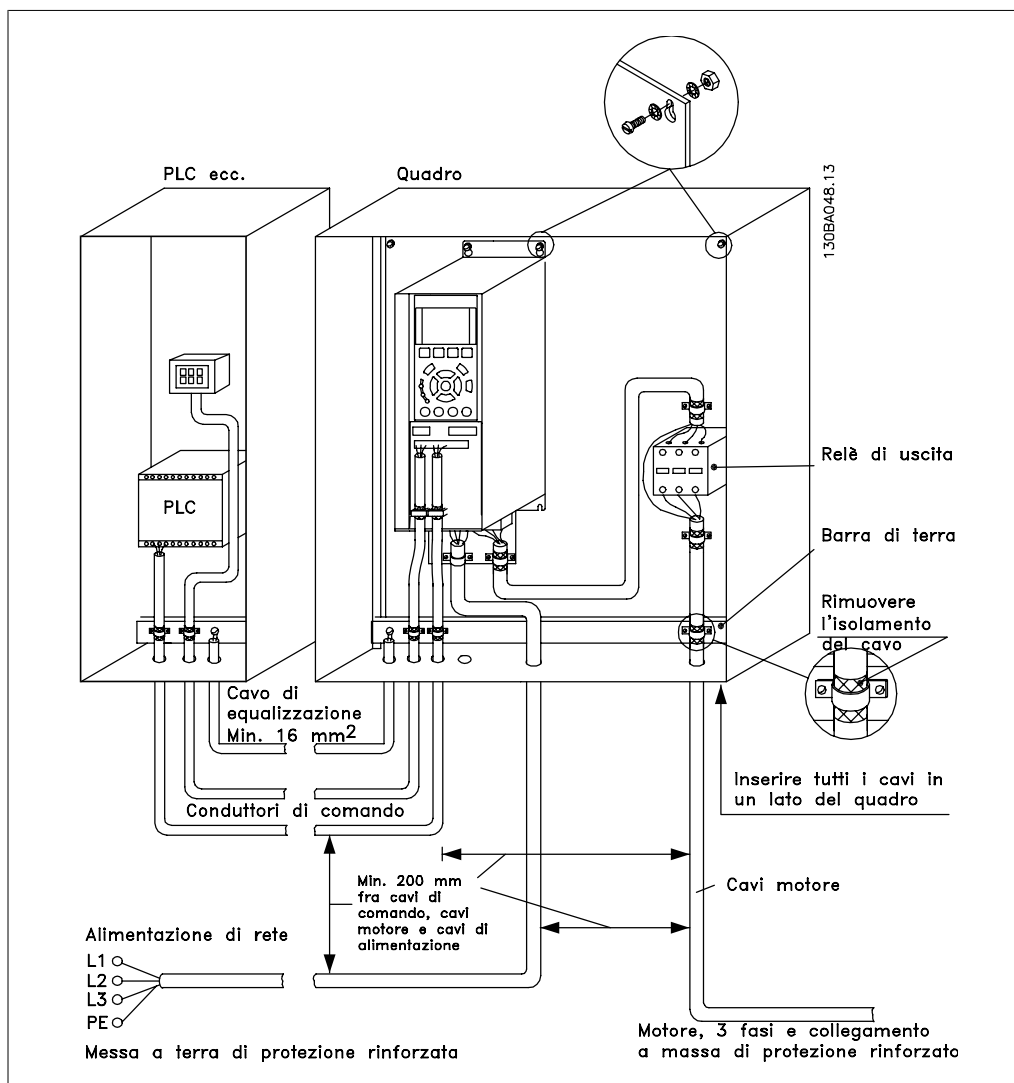 PLC ecc.
Quadro
130BA048.13
PLC
Relè di uscita
Barra di terra
Rimuovere
l'isolamento
del cavo
Cavo di
equalizzazione
Min. 16 mm2
Conduttori di comando
Inserire tutti i cavi in
un lato del quadro
Min. 200 mm
fra cavi di
comando, cavi
motore e cavi di
alimentazione
Cavi motore
Alimentazione di rete
L1
L2
L3
PE
Messa a terra di protezione rinforzata
Motore, 3 fasi e collegamento
a massa di protezione rinforzato